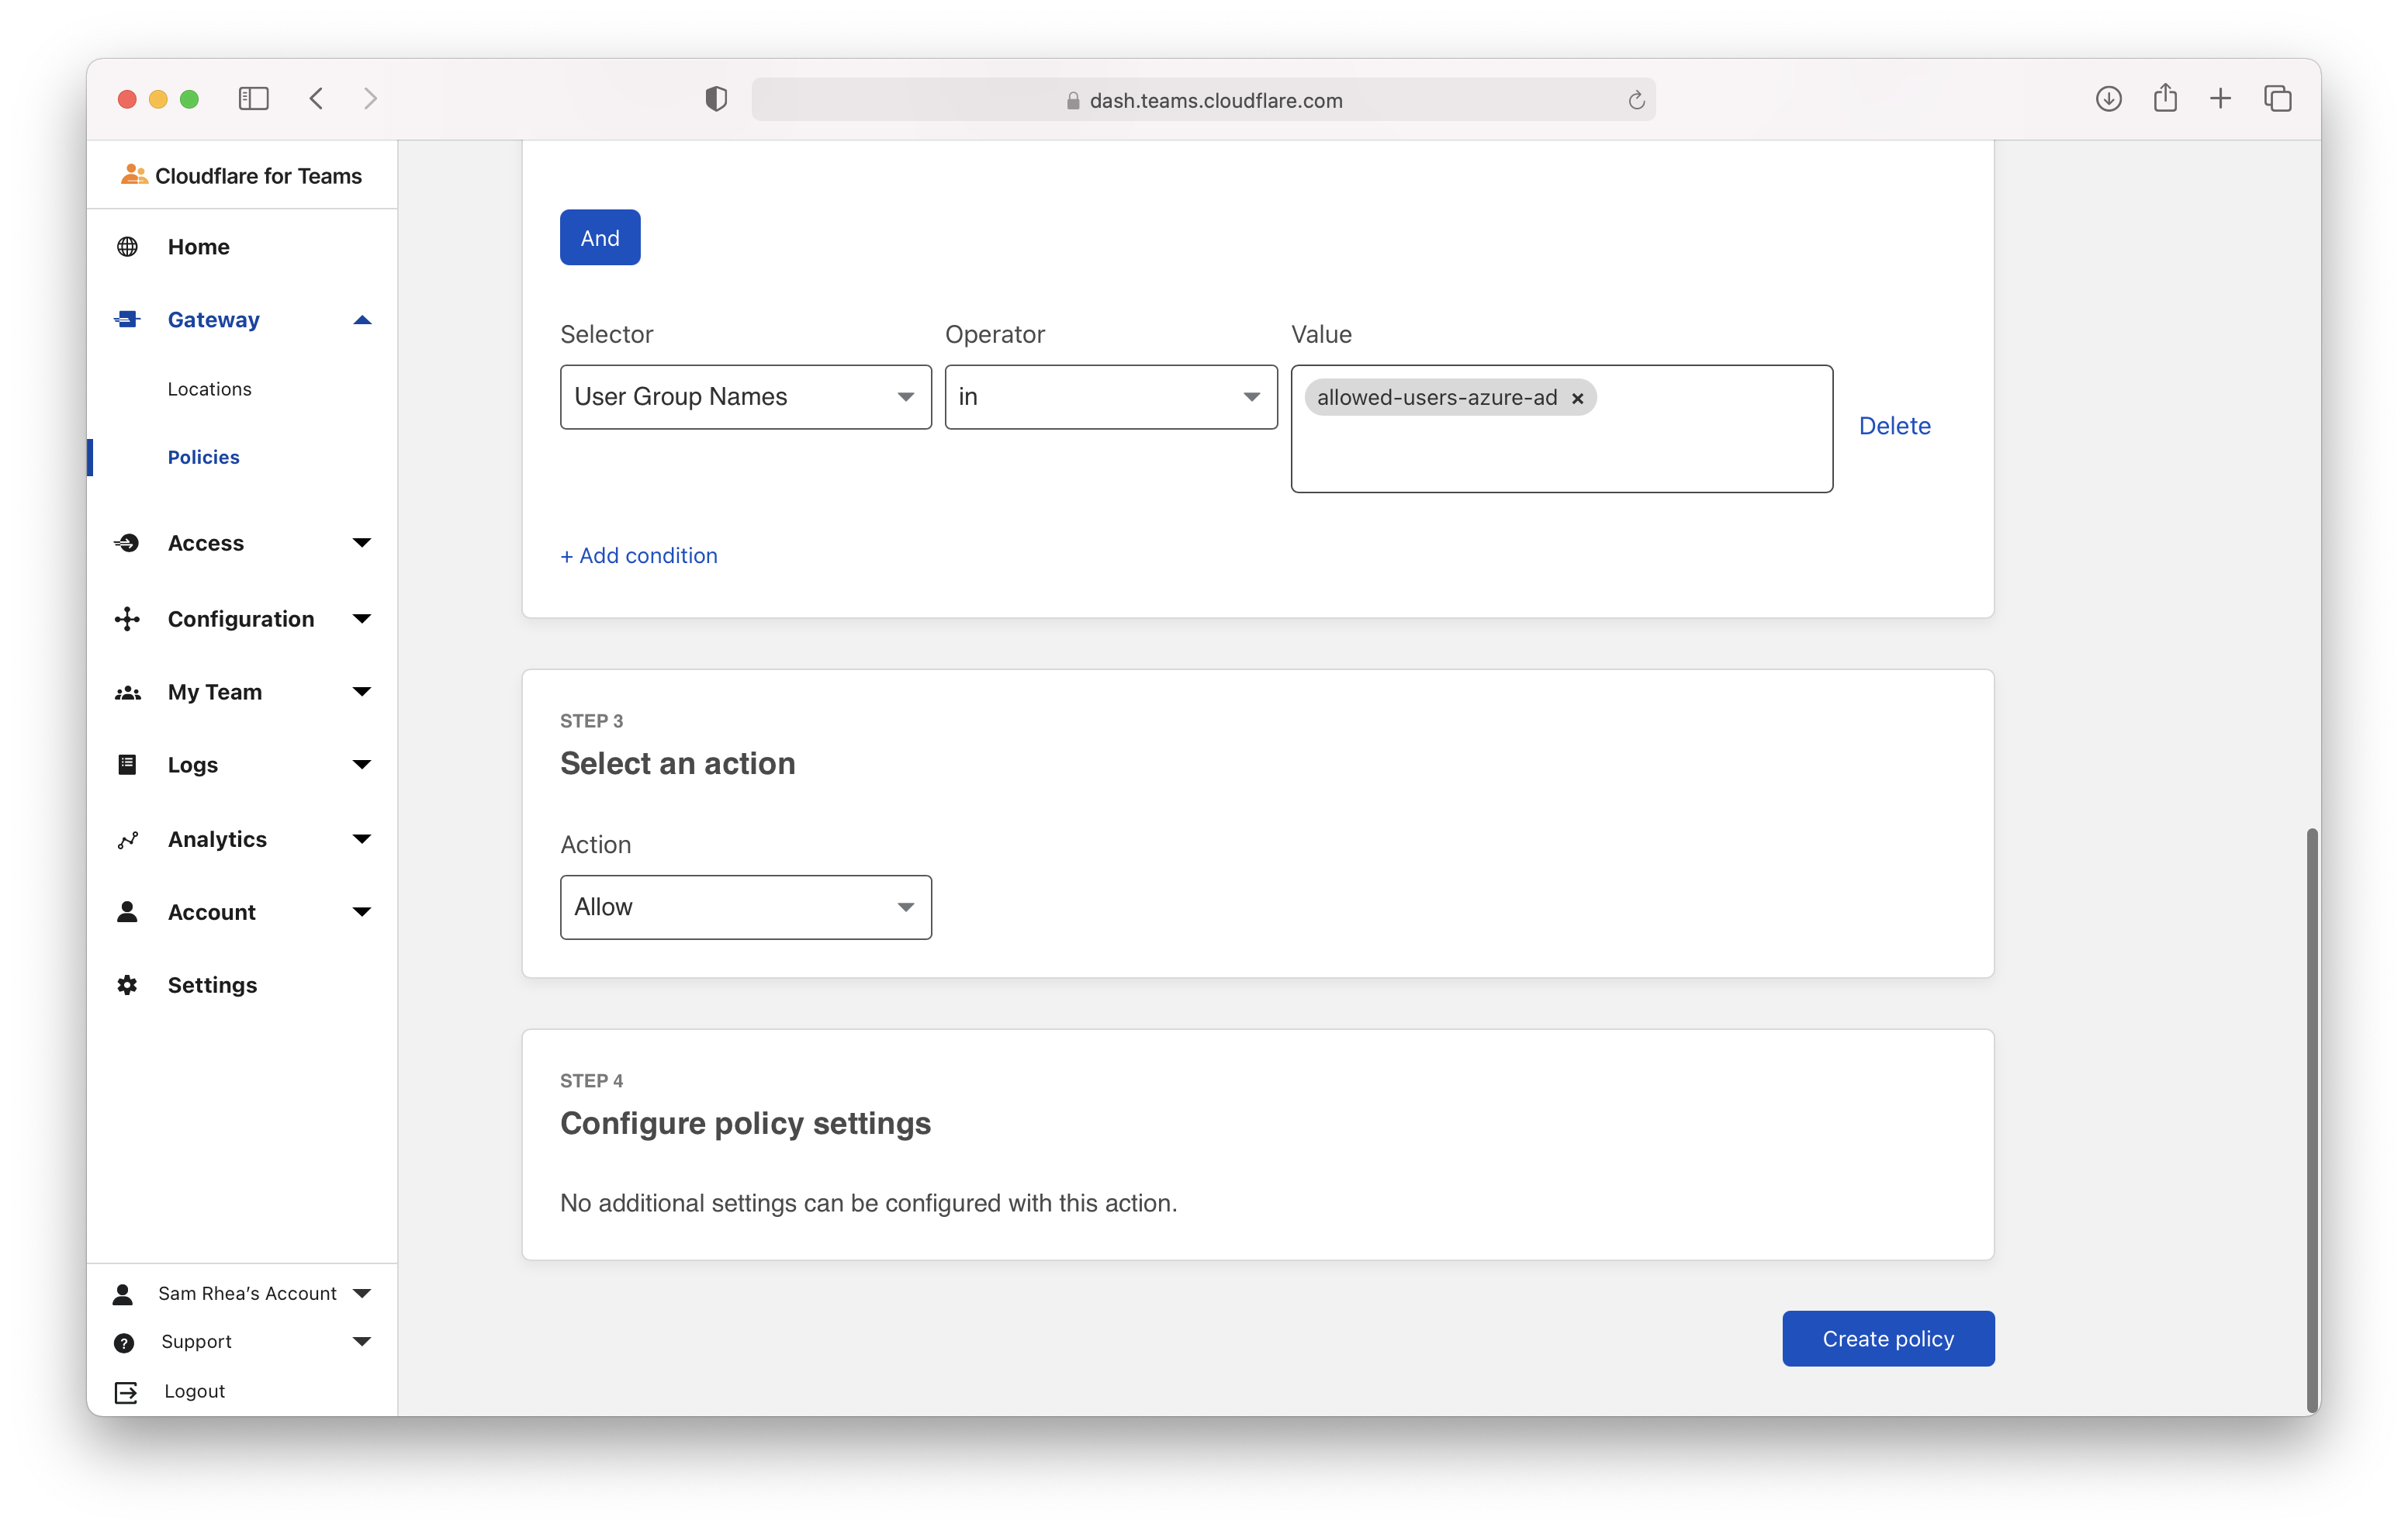 dash.teams.cloudflare.com
Cloudflare for Teams
Home
Gateway
Locations
Policies
Access
Configuration
My Team
Logs
Analytics
Account
Settings
Sam Rhea’s Account
Support
Logout
And
Selector Operator Value
User Group Names in allowed-users-azure-ad ×
Delete
+ Add condition
STEP 3
Select an action
Action
Allow
STEP 4
Configure policy settings
No additional settings can be configured with this action.
Create policy